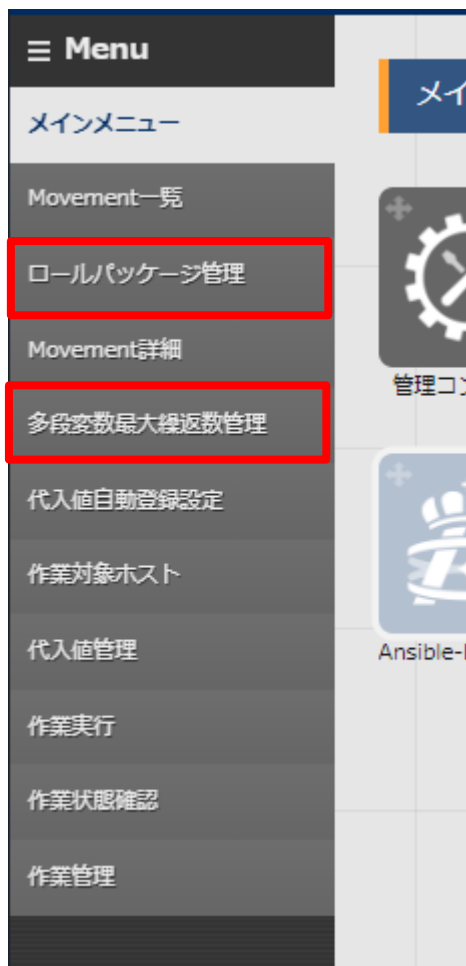 ≡ Menu
メインメニュー
Movement一覧
ロールパッケージ管理
Movement詳細
多段変数最大繰返数管理
代入値自動登録設定
作業対象ホスト
代入値管理
作業実行
作業状態確認
作業管理
メイ
管理コン
Ansible-